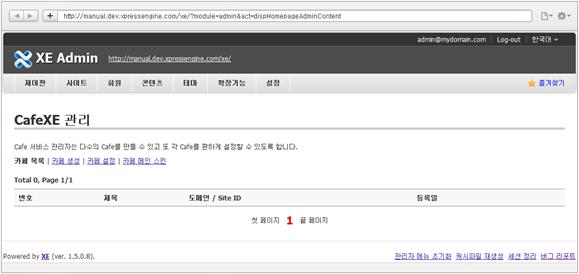 http://manual.dev.xpressengine.com/xe/?module=admin&act=dispHomepageAdminContent
admin@mydomain.com | Log-out | 한국어
XE Admin http://manual.dev.xpressengine.com/xe/
제어판 사이트 회원 콘텐츠 테마 확장기능 설정 즐겨찾기
CafeXE 관리
Cafe 서비스 관리자는 다수의 Cafe를 만들 수 있고 또 각 Cafe를 편하게 설정할 수 있도록 합니다.
카페 목록 | 카페 생성 | 카페 설정 | 카페 메인 스킨
Total 0, Page 1/1
번호 제목 도메인 / Site ID 등록일
첫 페이지 1 끝 페이지
Powered by XE (ver. 1.5.0.8). 관리자 메뉴 초기화 캐시파일 재생성 세션 정리 버그 리포트